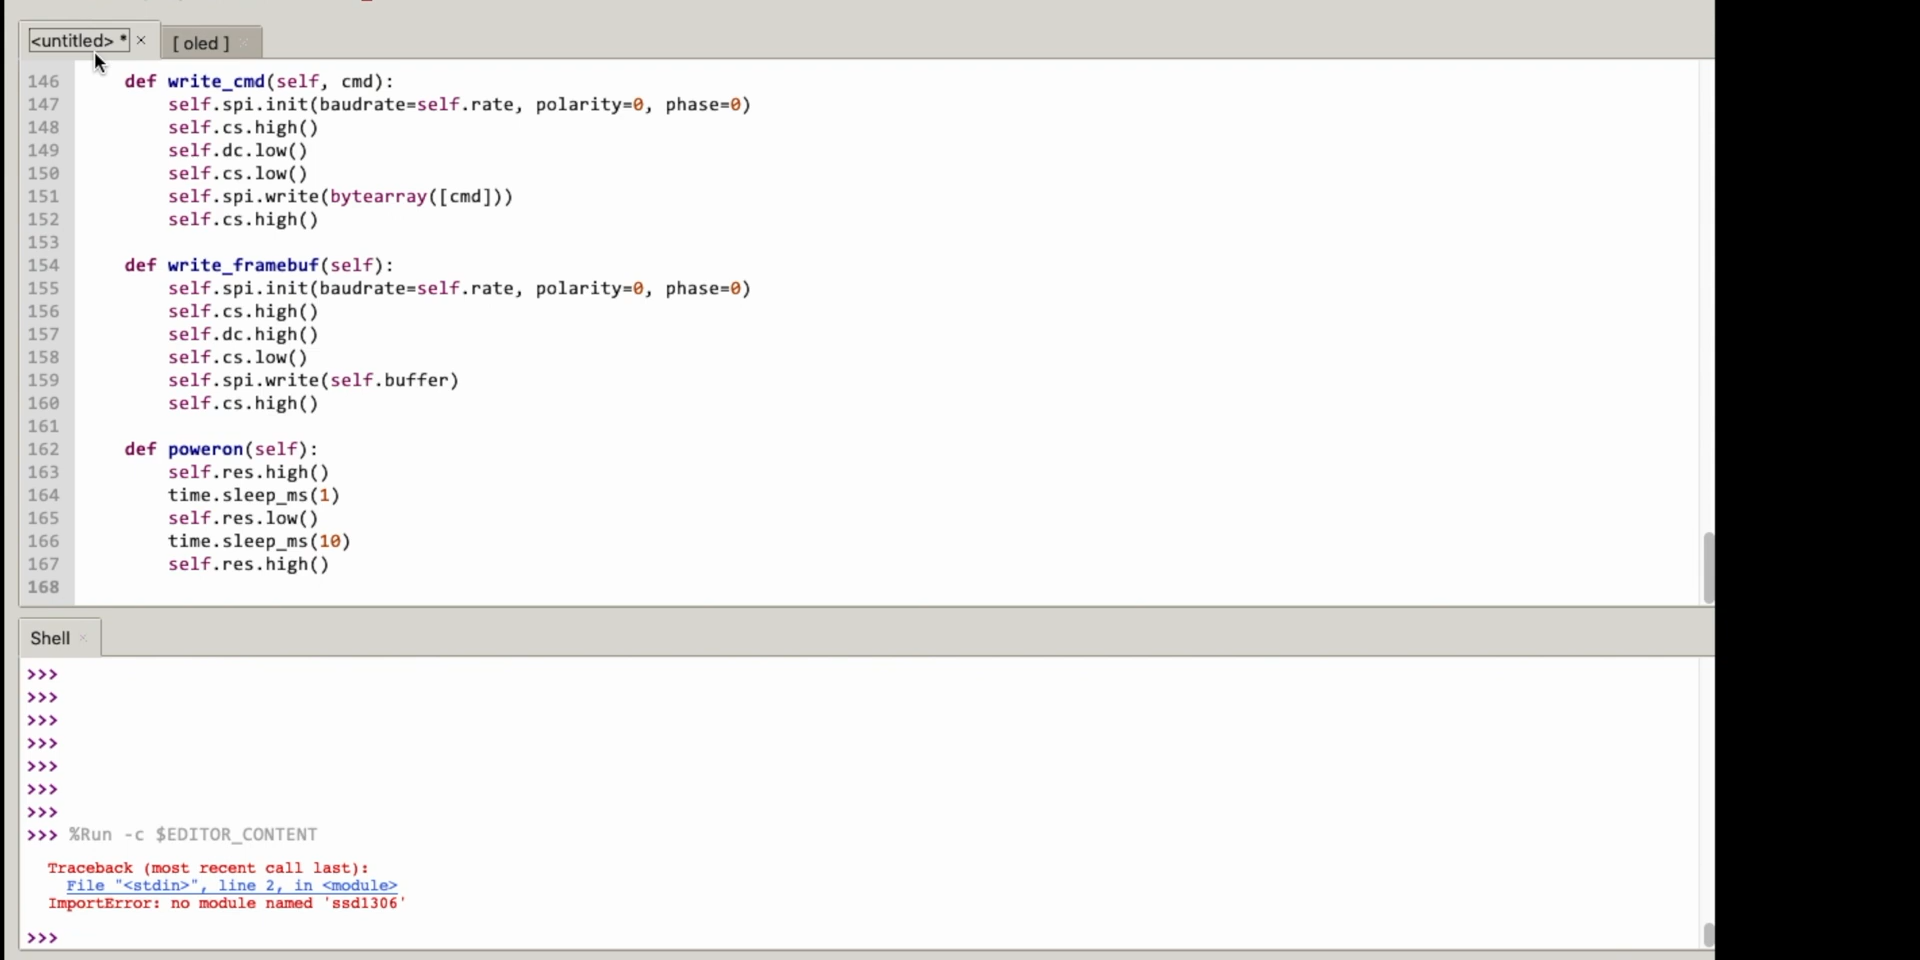 <untitled> * ×
[ oled ] ×
146 def write_cmd(self, cmd):
147 self.spi.init(baudrate=self.rate, polarity=0, phase=0)
148 self.cs.high()
149 self.dc.low()
150 self.cs.low()
151 self.spi.write(bytearray([cmd]))
152 self.cs.high()
153
154 def write_framebuf(self):
155 self.spi.init(baudrate=self.rate, polarity=0, phase=0)
156 self.cs.high()
157 self.dc.high()
158 self.cs.low()
159 self.spi.write(self.buffer)
160 self.cs.high()
161
162 def poweron(self):
163 self.res.high()
164 time.sleep_ms(1)
165 self.res.low()
166 time.sleep_ms(10)
167 self.res.high()
168
Shell ×
>>>
>>>
>>>
>>>
>>>
>>>
>>>
>>> %Run -c $EDITOR_CONTENT
Traceback (most recent call last):
File "<stdin>", line 2, in <module>
ImportError: no module named 'ssd1306'
>>>